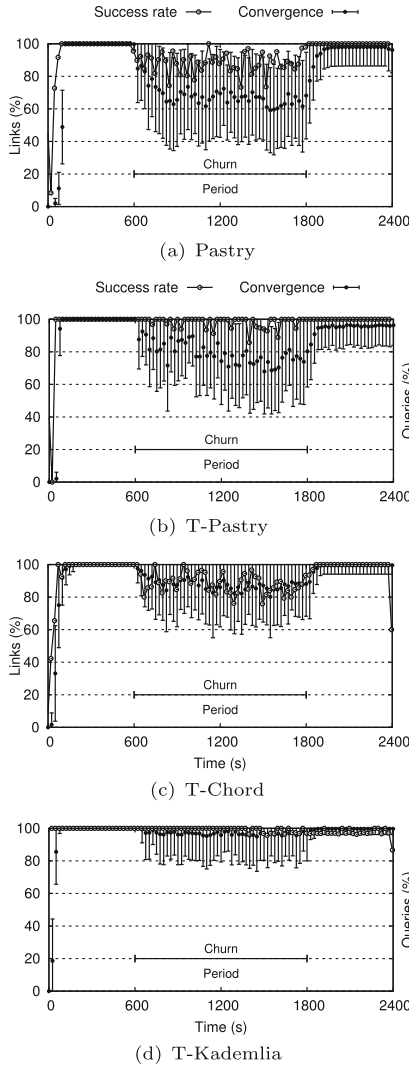 Success rate Convergence
Links (%)
100
80
60
40
20
0
Churn
Period
0 600 1200 1800 2400
(a) Pastry
Success rate Convergence
Queries (%)
100
80
60
40
20
0
Churn
Period
0 600 1200 1800 2400
(b) T-Pastry
Links (%)
100
80
60
40
20
0
Churn
Period
0 600 1200 1800 2400
Time (s)
(c) T-Chord
Queries (%)
100
80
60
40
20
0
Churn
Period
0 600 1200 1800 2400
Time (s)
(d) T-Kademlia